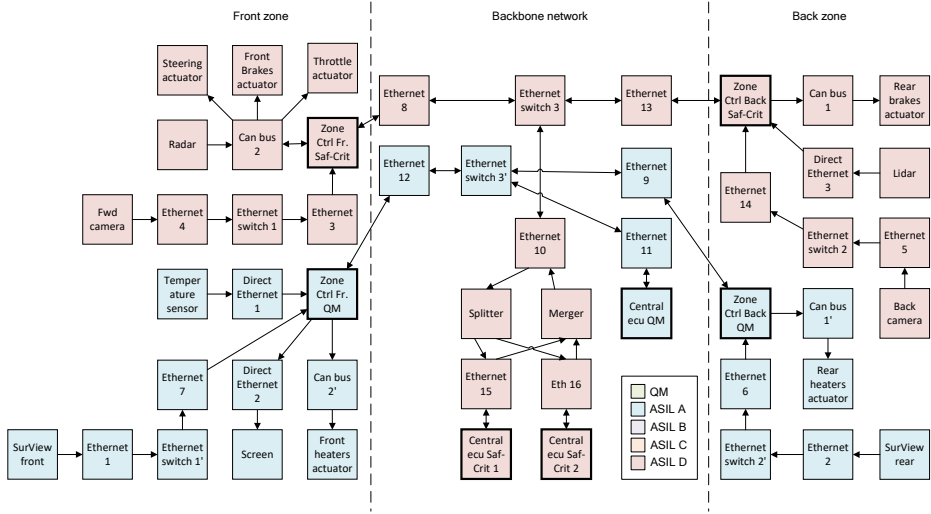 Front zone
Backbone network
Back zone
Steering
actuator
Front
Brakes
actuator
Throttle
actuator
Radar
Can bus
2
Zone
Ctrl Fr.
Saf-Crit
Fwd
camera
Ethernet
4
Ethernet
switch 1
Ethernet
3
Temper
ature
sensor
Direct
Ethernet
1
Zone
Ctrl Fr.
QM
Ethernet
7
Direct
Ethernet
2
Can bus
2'
SurView
front
Ethernet
1
Ethernet
switch 1'
Screen
Front
heaters
actuator
Ethernet
8
Ethernet
switch 3
Ethernet
13
Ethernet
12
Ethernet
switch 3'
Ethernet
9
Ethernet
10
Ethernet
11
Splitter
Merger
Central
ecu QM
Ethernet
15
Eth 16
Central
ecu Saf-
Crit 1
Central
ecu Saf-
Crit 2
QM
ASIL A
ASIL B
ASIL C
ASIL D
Zone
Ctrl Back
Saf-Crit
Can bus
1
Rear
brakes
actuator
Ethernet
14
Direct
Ethernet
3
Lidar
Ethernet
switch 2
Ethernet
5
Zone
Ctrl Back
QM
Can bus
1'
Back
camera
Ethernet
6
Rear
heaters
actuator
Ethernet
switch 2'
Ethernet
2
SurView
rear